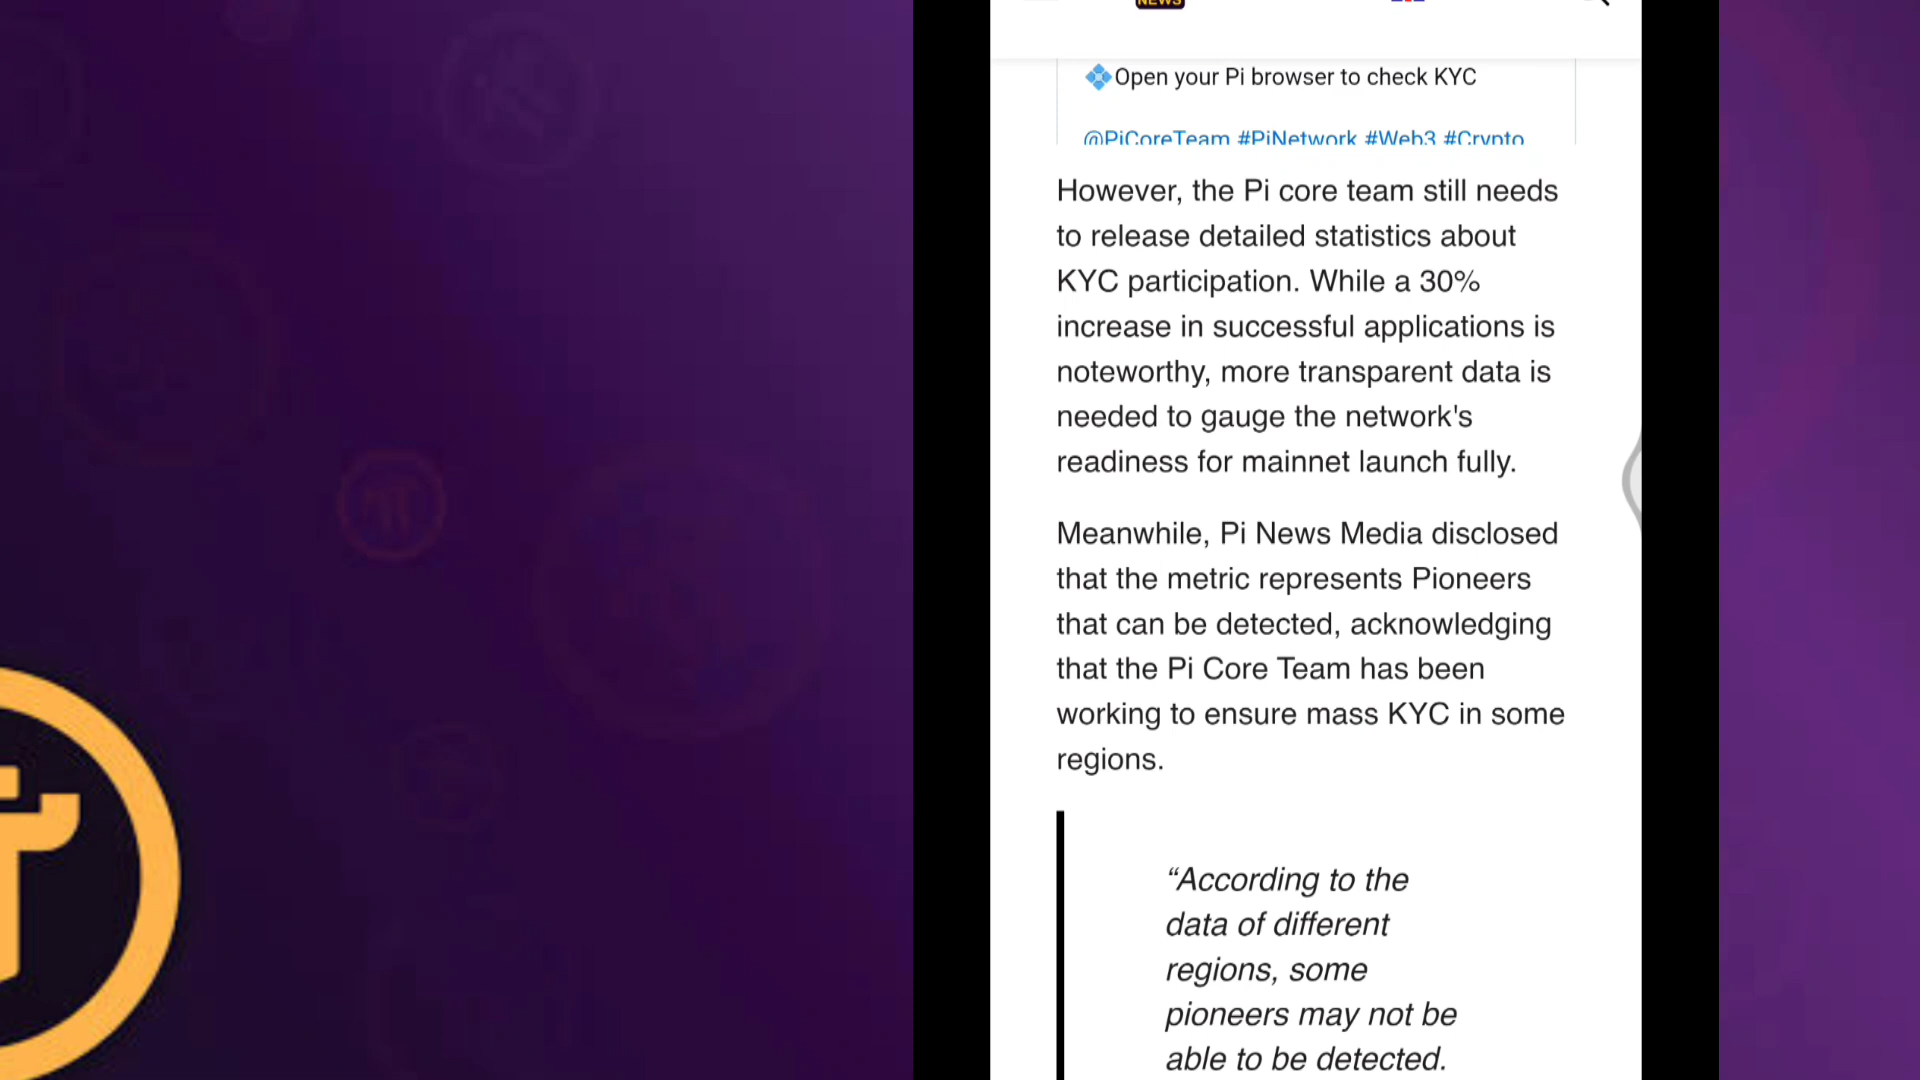 NEWS
Open your Pi browser to check KYC
@PiCoreTeam #PiNetwork #Web3 #Crypto
However, the Pi core team still needs
to release detailed statistics about
KYC participation. While a 30%
increase in successful applications is
noteworthy, more transparent data is
needed to gauge the network's
readiness for mainnet launch fully.
Meanwhile, Pi News Media disclosed
that the metric represents Pioneers
that can be detected, acknowledging
that the Pi Core Team has been
working to ensure mass KYC in some
regions.
“According to the
data of different
regions, some
pioneers may not be
able to be detected.